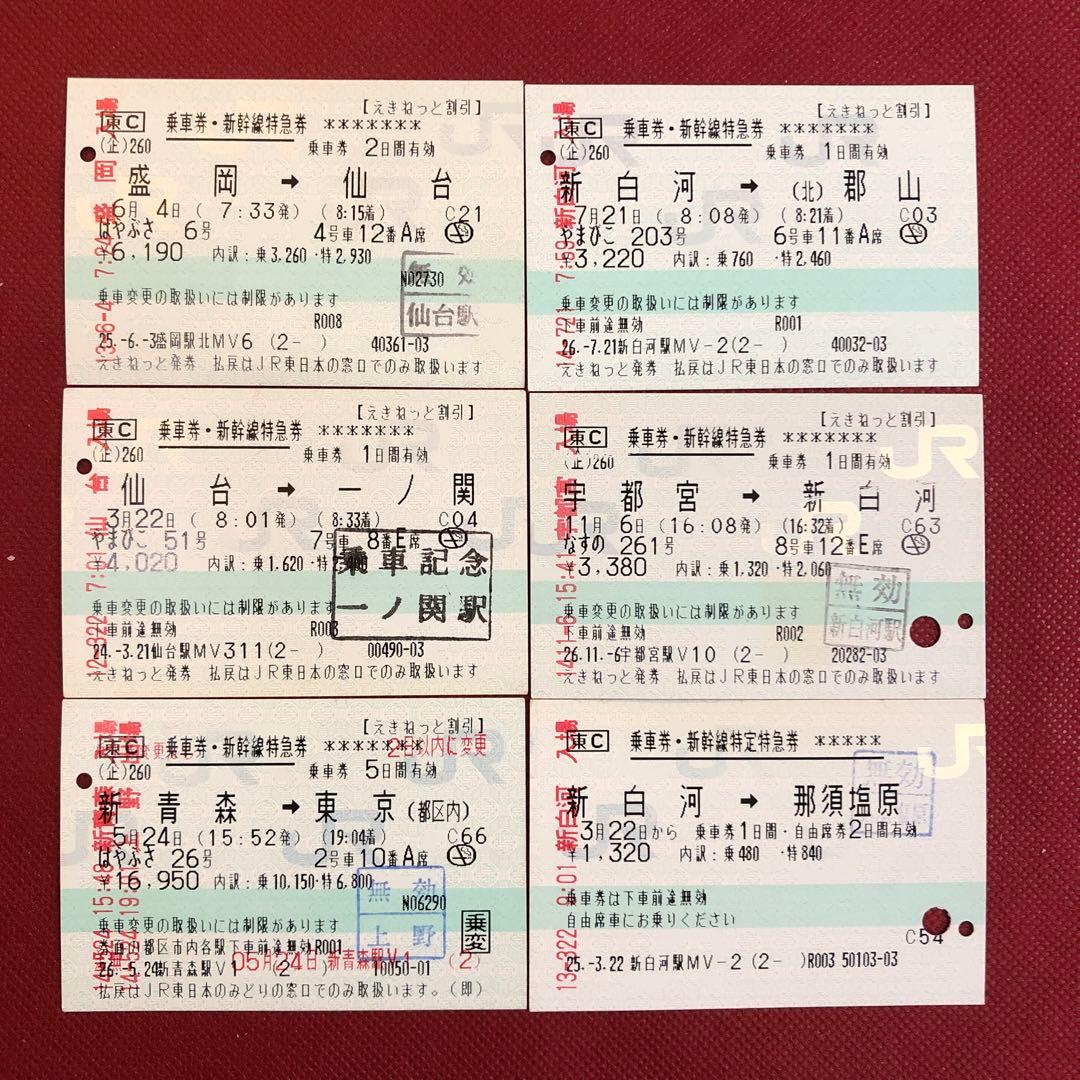 [えきねっと割引]
東C 乗車券・新幹線特急券 *******
(企)260 乗車券 2日間有効
盛岡 → 仙台
6月 4日 ( 7:33発) ( 8:15着) C21
はやぶさ 6号 4号車12番A席
¥6,190 内訳:乗3,260・特2,930
N02730
無効
仙台駅
乗車変更の取扱いには制限があります
R008
25.-6.-3盛岡駅北MV6 (2- ) 40361-03
えきねっと発券 払戻はJR東日本の窓口でのみ取扱います
[えきねっと割引]
東C 乗車券・新幹線特急券 *******
(企)260 乗車券 1日間有効
新白河 → (北)郡山
7月21日 ( 8:08発) ( 8:21着) C03
やまびこ 203号 6号車11番A席
¥3,220 内訳:乗760 ・特2,460
乗車変更の取扱いには制限があります
下車前途無効 R001
26.-7.21新白河駅MV-2(2- ) 40032-03
えきねっと発券 払戻はJR東日本の窓口でのみ取扱います
[えきねっと割引]
東C 乗車券・新幹線特急券 *******
(企)260 乗車券 1日間有効
仙台 → 一ノ関
3月22日 ( 8:01発) ( 8:33着) C04
やまびこ 51号 7号車 8番E席
¥4,020 内訳:乗1,620・特
乗車記念
一ノ関駅
乗車変更の取扱いには制限があります
下車前途無効 R003
24.-3.21仙台駅MV311(2- ) 00490-03
えきねっと発券 払戻はJR東日本の窓口でのみ取扱います
[えきねっと割引]
東C 乗車券・新幹線特急券 *******
(企)260 乗車券 1日間有効
宇都宮 → 新白河
11月 6日 (16:08発) (16:32着) C63
なすの 261号 8号車12番E席
¥3,380 内訳:乗1,320・特2,060
無効
新白河駅
乗車変更の取扱いには制限があります
下車前途無効 R002
26.11.-6宇都宮駅V10 (2- ) 20282-03
えきねっと発券 払戻はJR東日本の窓口でのみ取扱います
[えきねっと割引]
東C 乗車券・新幹線特急券 *******
2日以内に変更
(企)260 乗車券 5日間有効
新青森 → 東京(都区内)
5月24日 (15:52発) (19:04着) C66
はやぶさ 26号 2号車10番A席
¥16,950 内訳:乗10,150・特6,800
N06290
無効
上野
乗変
乗車変更の取扱いには制限があります
券面の都区市内各駅下車前途無効R001
26.-5.24新青森駅V1 (2- ) 10050-01
05月24日新青森駅V1 (2)
払戻はJR東日本のみどりの窓口でのみ取扱います。(即)
東C 乗車券・新幹線特定特急券 *****
無効
新白河 → 那須塩原
3月22日から 乗車券1日間・自由席券2日間有効
¥1,320 内訳:乗480 ・特840
乗車券は下車前途無効
自由席車にお乗りください
C54
25.-3.22 新白河駅MV-2 (2- )R003 50103-03